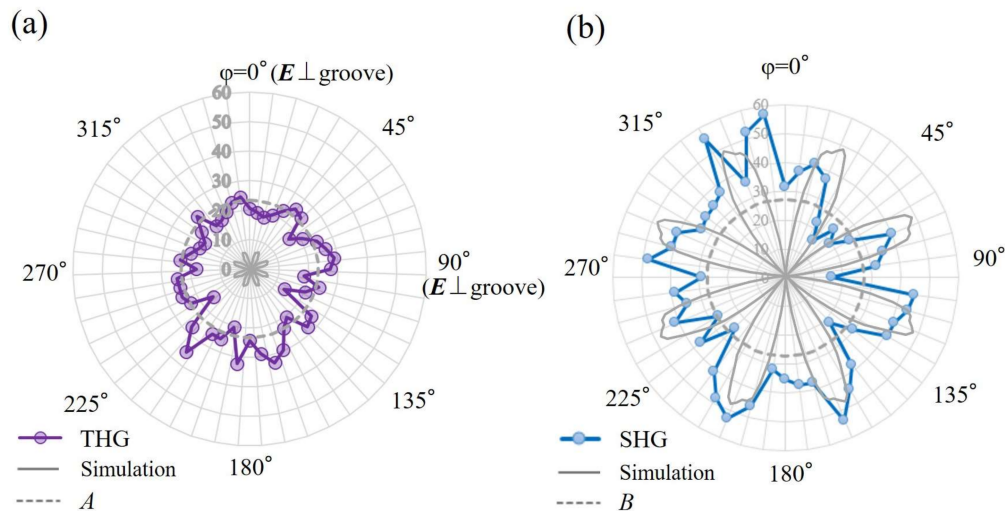 (a)
φ=0° (E⊥groove)
60
50
40
30
20
10
0
45°
90°
(E⊥groove)
135°
180°
225°
270°
315°
THG
Simulation
A
(b)
φ=0°
60
50
40
30
20
10
0
45°
90°
135°
180°
225°
270°
315°
SHG
Simulation
B